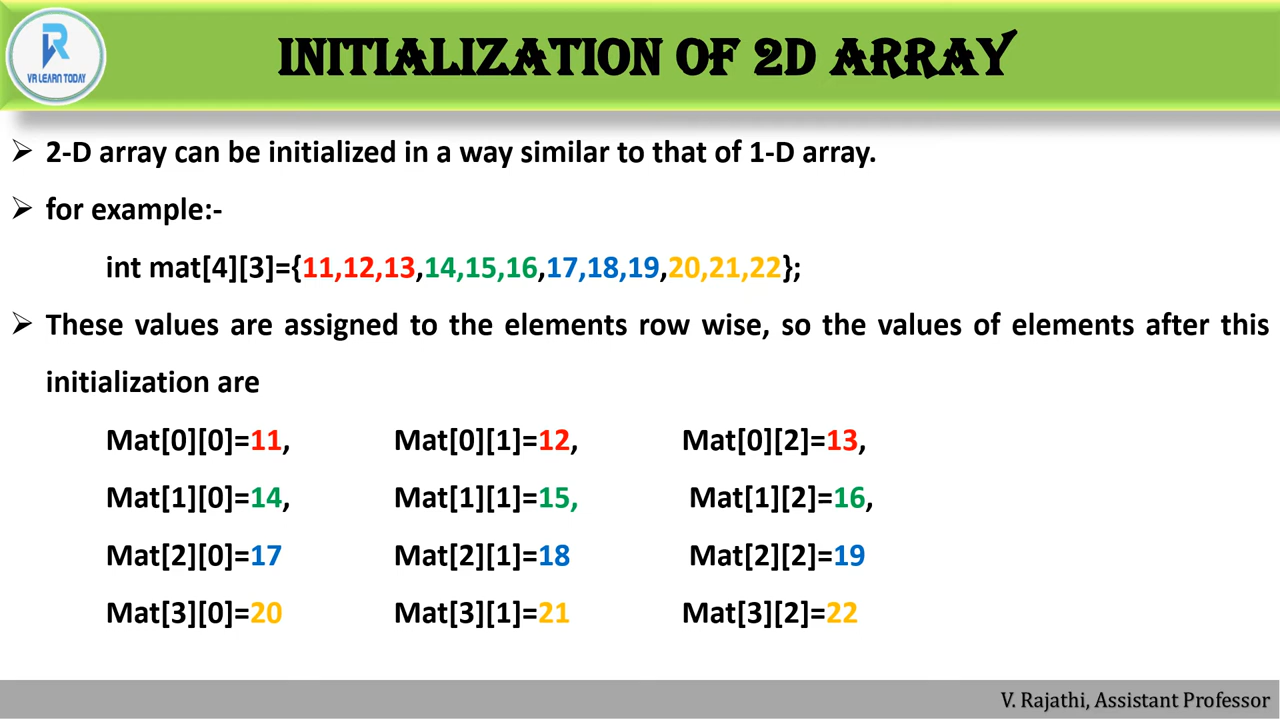 VR LEARN TODAY
INITIALIZATION OF 2D ARRAY
➢ 2-D array can be initialized in a way similar to that of 1-D array.
➢ for example:-
int mat[4][3]={11,12,13,14,15,16,17,18,19,20,21,22};
➢ These values are assigned to the elements row wise, so the values of elements after this
initialization are
Mat[0][0]=11, Mat[0][1]=12, Mat[0][2]=13,
Mat[1][0]=14, Mat[1][1]=15, Mat[1][2]=16,
Mat[2][0]=17 Mat[2][1]=18 Mat[2][2]=19
Mat[3][0]=20 Mat[3][1]=21 Mat[3][2]=22
V. Rajathi, Assistant Professor